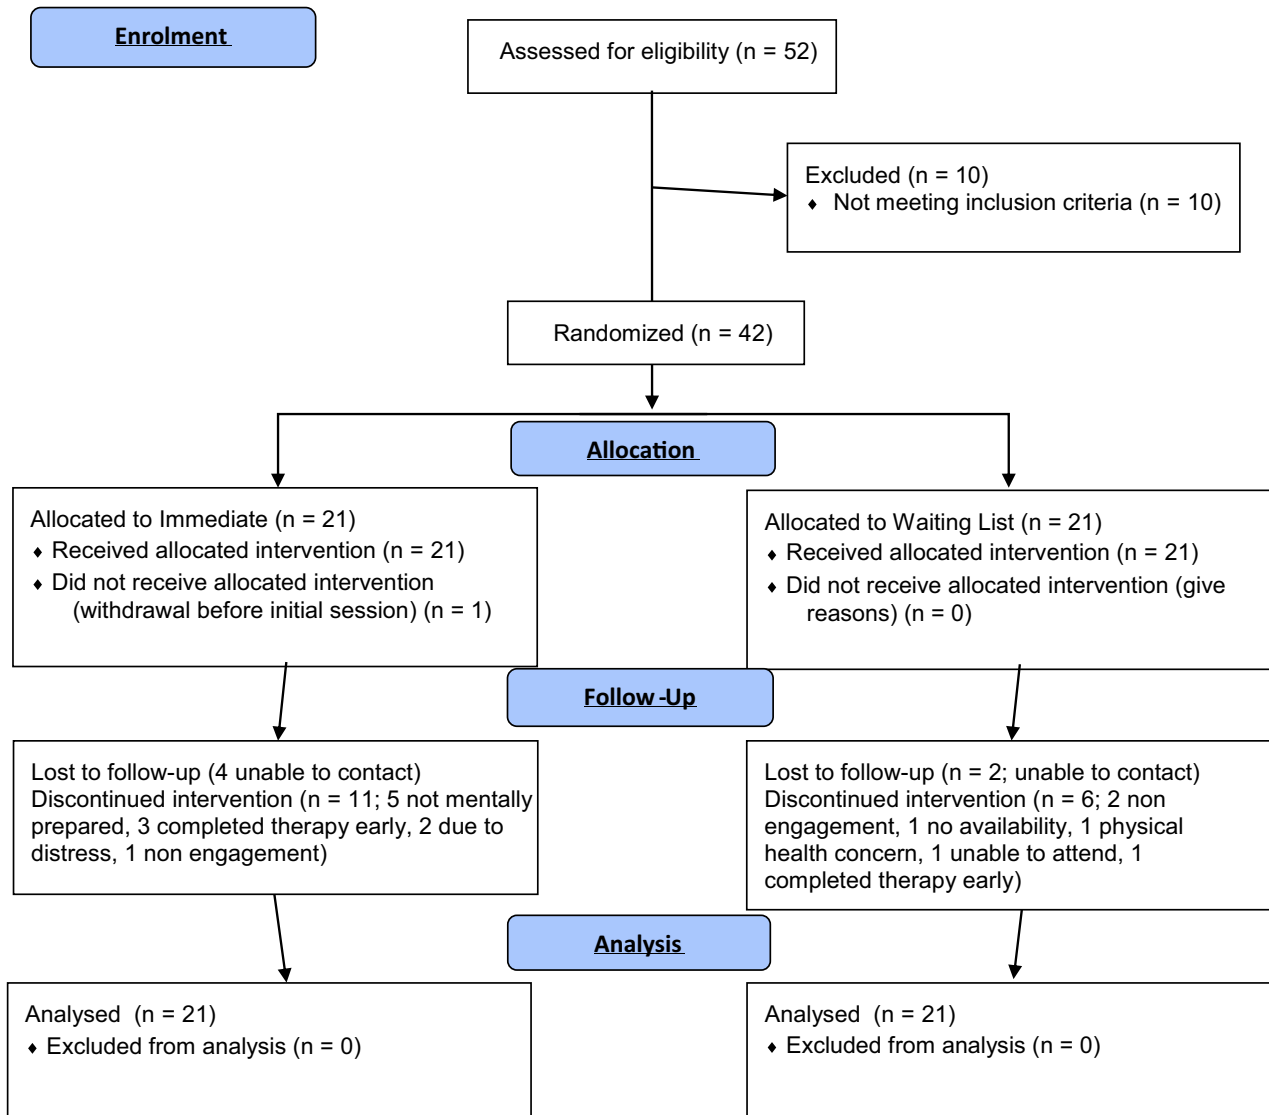 Enrolment
Assessed for eligibility (n = 52)
Excluded (n = 10)
♦ Not meeting inclusion criteria (n = 10)
Randomized (n = 42)
Allocation
Allocated to Immediate (n = 21)
♦ Received allocated intervention (n = 21)
♦ Did not receive allocated intervention
(withdrawal before initial session) (n = 1)
Allocated to Waiting List (n = 21)
♦ Received allocated intervention (n = 21)
♦ Did not receive allocated intervention (give
reasons) (n = 0)
Follow-Up
Lost to follow-up (4 unable to contact)
Discontinued intervention (n = 11; 5 not mentally
prepared, 3 completed therapy early, 2 due to
distress, 1 non engagement)
Lost to follow-up (n = 2; unable to contact)
Discontinued intervention (n = 6; 2 non
engagement, 1 no availability, 1 physical
health concern, 1 unable to attend, 1
completed therapy early)
Analysis
Analysed (n = 21)
♦ Excluded from analysis (n = 0)
Analysed (n = 21)
♦ Excluded from analysis (n = 0)